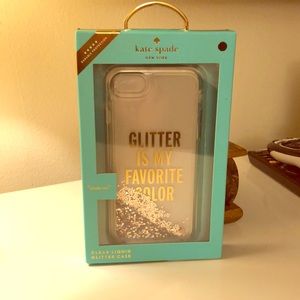 kate spade
NEW YORK
GLITTER
IS MY
FAVORITE
COLOR
CLEAR LIQUID
GLITTER CASE